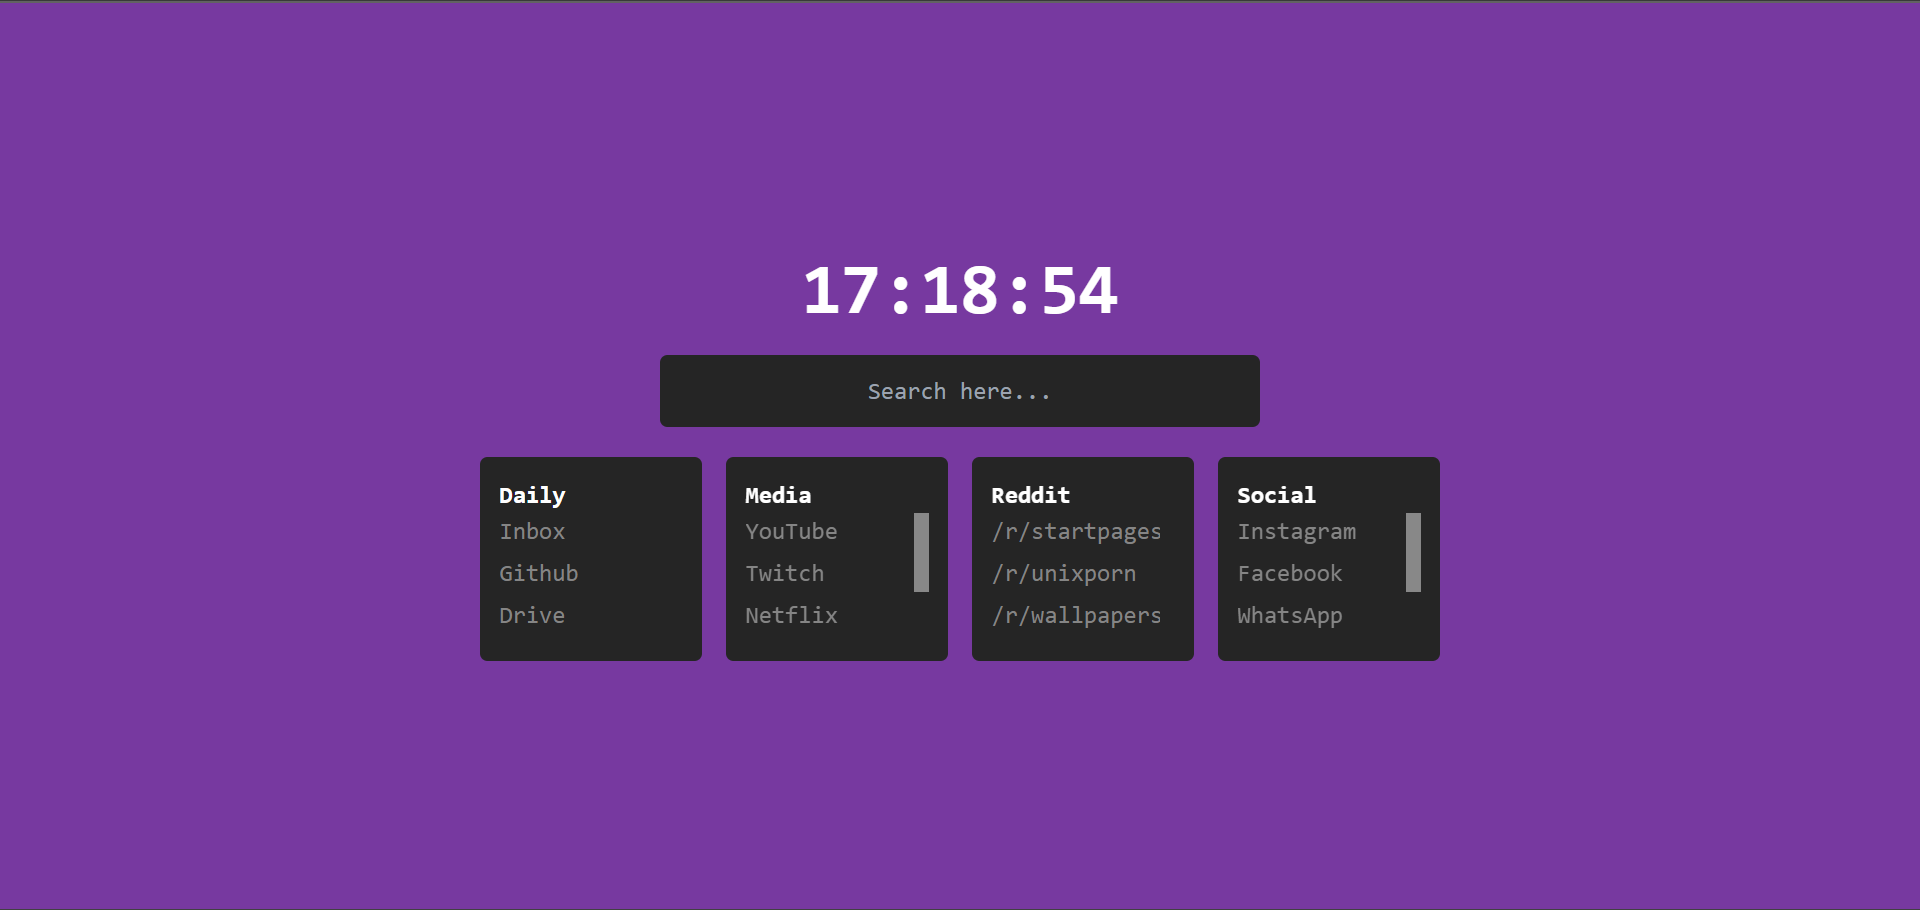 17:18:54
Search here...
Daily
Inbox
Github
Drive
Media
YouTube
Twitch
Netflix
Reddit
/r/startpages
/r/unixporn
/r/wallpapers
Social
Instagram
Facebook
WhatsApp